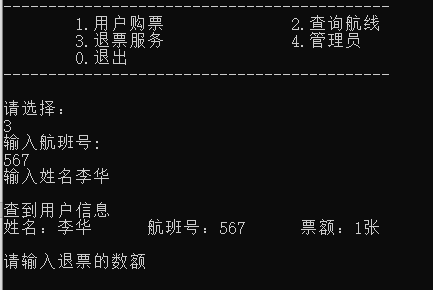 1.用户购票 2.查询航线
3.退票服务 4.管理员
0.退出
请选择：
3
输入航班号:
567
输入姓名李华
查到用户信息
姓名：李华 航班号：567 票额：1张
请输入退票的数额